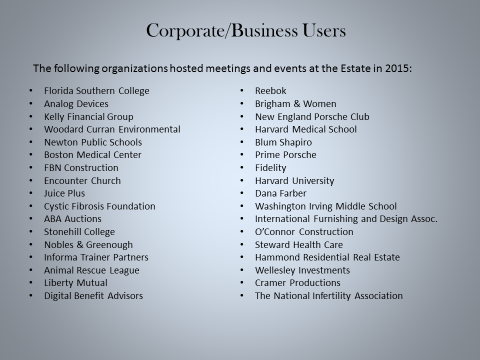 Corporate/Business Users
The following organizations hosted meetings and events at the Estate in 2015:
• Florida Southern College
• Analog Devices
• Kelly Financial Group
• Woodard Curran Environmental
• Newton Public Schools
• Boston Medical Center
• FBN Construction
• Encounter Church
• Juice Plus
• Cystic Fibrosis Foundation
• ABA Auctions
• Stonehill College
• Nobles & Greenough
• Informa Trainer Partners
• Animal Rescue League
• Liberty Mutual
• Digital Benefit Advisors
• Reebok
• Brigham & Women
• New England Porsche Club
• Harvard Medical School
• Blum Shapiro
• Prime Porsche
• Fidelity
• Harvard University
• Dana Farber
• Washington Irving Middle School
• International Furnishing and Design Assoc.
• O'Connor Construction
• Steward Health Care
• Hammond Residential Real Estate
• Wellesley Investments
• Cramer Productions
• The National Infertility Association